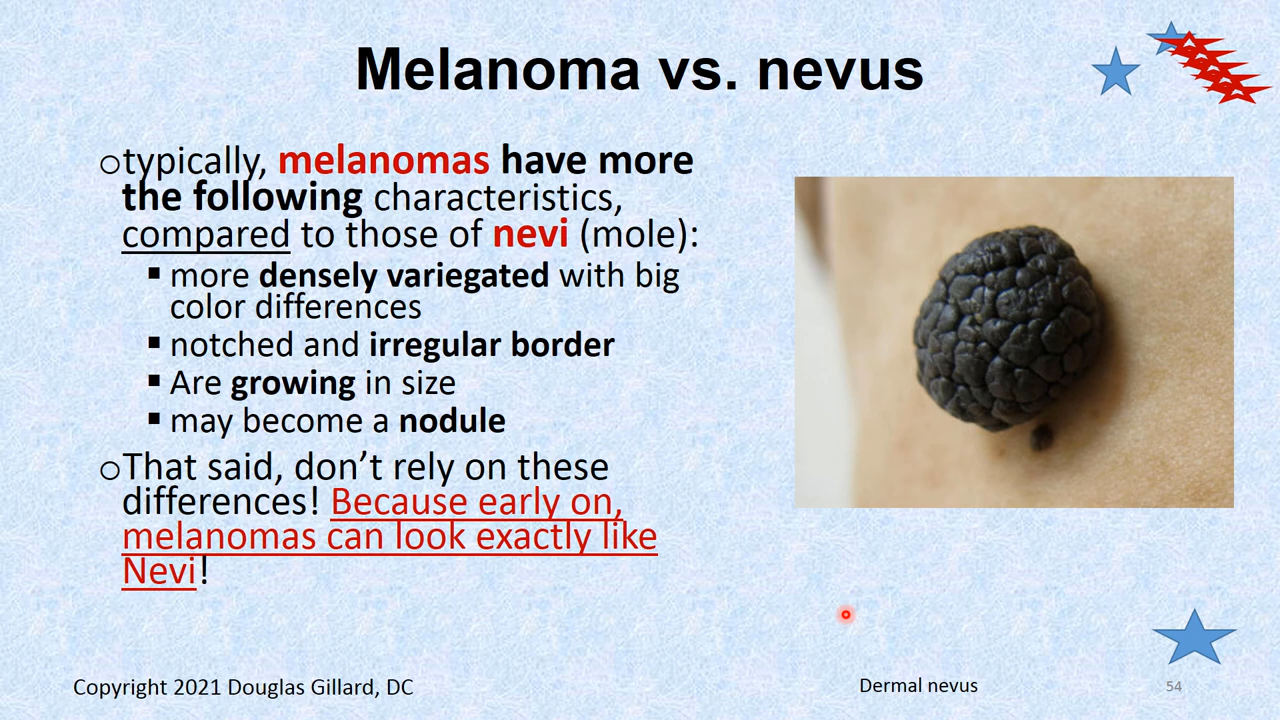 Melanoma vs. nevus
typically, melanomas have more
the following characteristics,
compared to those of nevi (mole):
more densely variegated with big
color differences
notched and irregular border
Are growing in size
may become a nodule
That said, don’t rely on these
differences! Because early on,
melanomas can look exactly like
Nevi!
Copyright 2021 Douglas Gillard, DC
Dermal nevus
54